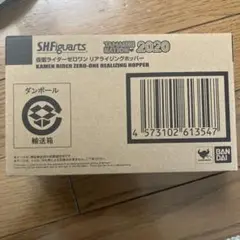 S.H.Figuarts TAMASHII NATION 2020
仮面ライダーゼロワン リアライジングホッパー
KAMEN RIDER ZERO-ONE REALIZING HOPPER
ダンボール
輸送箱
4 573102 613547
BAN
DAI